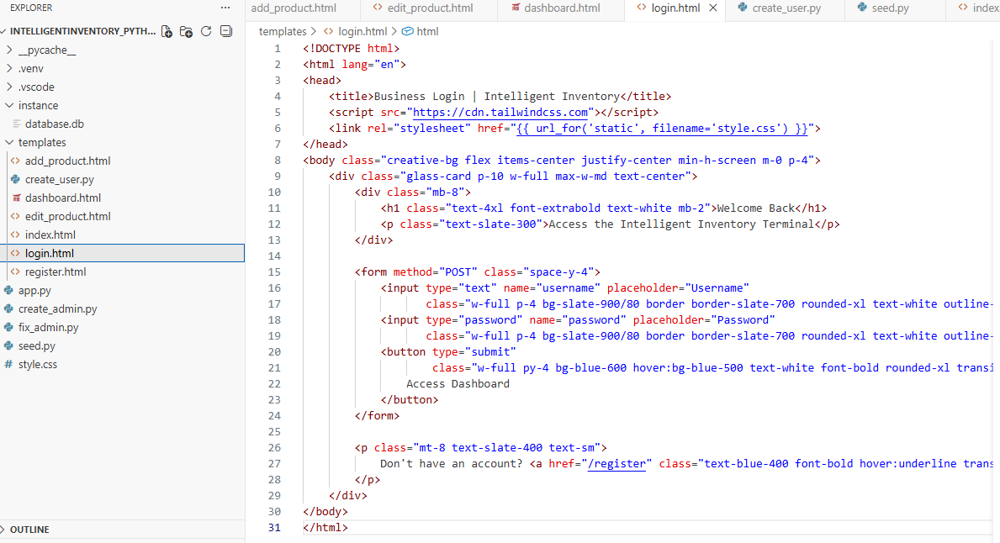 EXPLORER
INTELLIGENTINVENTORY_PYTH...
__pycache__
.venv
.vscode
instance
database.db
templates
add_product.html
create_user.py
dashboard.html
edit_product.html
index.html
login.html
register.html
app.py
create_admin.py
fix_admin.py
seed.py
style.css
OUTLINE
add_product.html
edit_product.html
dashboard.html
login.html
create_user.py
seed.py
index
templates > login.html > html
1 <!DOCTYPE html>
2 <html lang="en">
3 <head>
4 <title>Business Login | Intelligent Inventory</title>
5 <script src="https://cdn.tailwindcss.com"></script>
6 <link rel="stylesheet" href="{{ url_for('static', filename='style.css') }}">
7 </head>
8 <body class="creative-bg flex items-center justify-center min-h-screen m-0 p-4">
9 <div class="glass-card p-10 w-full max-w-md text-center">
10 <div class="mb-8">
11 <h1 class="text-4xl font-extrabold text-white mb-2">Welcome Back</h1>
12 <p class="text-slate-300">Access the Intelligent Inventory Terminal</p>
13 </div>
14
15 <form method="POST" class="space-y-4">
16 <input type="text" name="username" placeholder="Username"
17 class="w-full p-4 bg-slate-900/80 border border-slate-700 rounded-xl text-white outline-
18 <input type="password" name="password" placeholder="Password"
19 class="w-full p-4 bg-slate-900/80 border border-slate-700 rounded-xl text-white outline-
20 <button type="submit"
21 class="w-full py-4 bg-blue-600 hover:bg-blue-500 text-white font-bold rounded-xl transi
22 Access Dashboard
23 </button>
24 </form>
25
26 <p class="mt-8 text-slate-400 text-sm">
27 Don't have an account? <a href="/register" class="text-blue-400 font-bold hover:underline trans
28 </p>
29 </div>
30 </body>
31 </html>